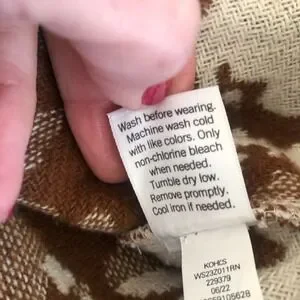 Wash before wearing.
Machine wash cold
with like colors. Only
non-chlorine bleach
when needed.
Tumble dry low.
Remove promptly.
Cool iron if needed.
KOHLS
WS23Z011RN
229379
06/22